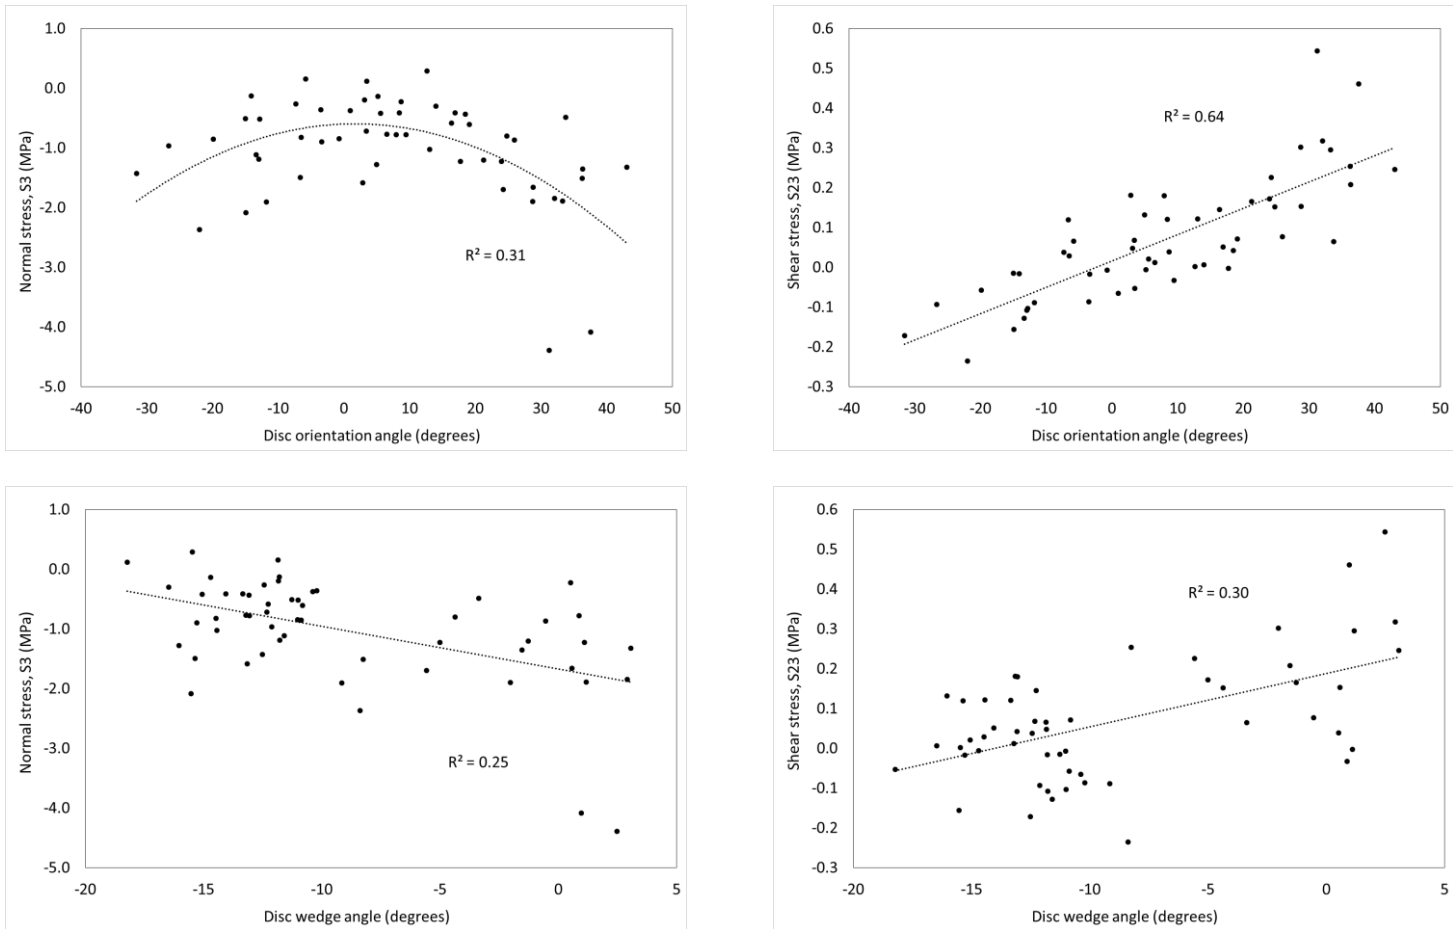 1.0
0.0
-1.0
-2.0
-3.0
-4.0
-5.0
Normal stress, S3 (MPa)
R² = 0.31
-40 -30 -20 -10 0 10 20 30 40 50
Disc orientation angle (degrees)
0.6
0.5
0.4
0.3
0.2
0.1
0.0
-0.1
-0.2
-0.3
Shear stress, S23 (MPa)
R² = 0.64
-40 -30 -20 -10 0 10 20 30 40 50
Disc orientation angle (degrees)
1.0
0.0
-1.0
-2.0
-3.0
-4.0
-5.0
Normal stress, S3 (MPa)
R² = 0.25
-20 -15 -10 -5 0 5
Disc wedge angle (degrees)
0.6
0.5
0.4
0.3
0.2
0.1
0.0
-0.1
-0.2
-0.3
Shear stress, S23 (MPa)
R² = 0.30
-20 -15 -10 -5 0 5
Disc wedge angle (degrees)